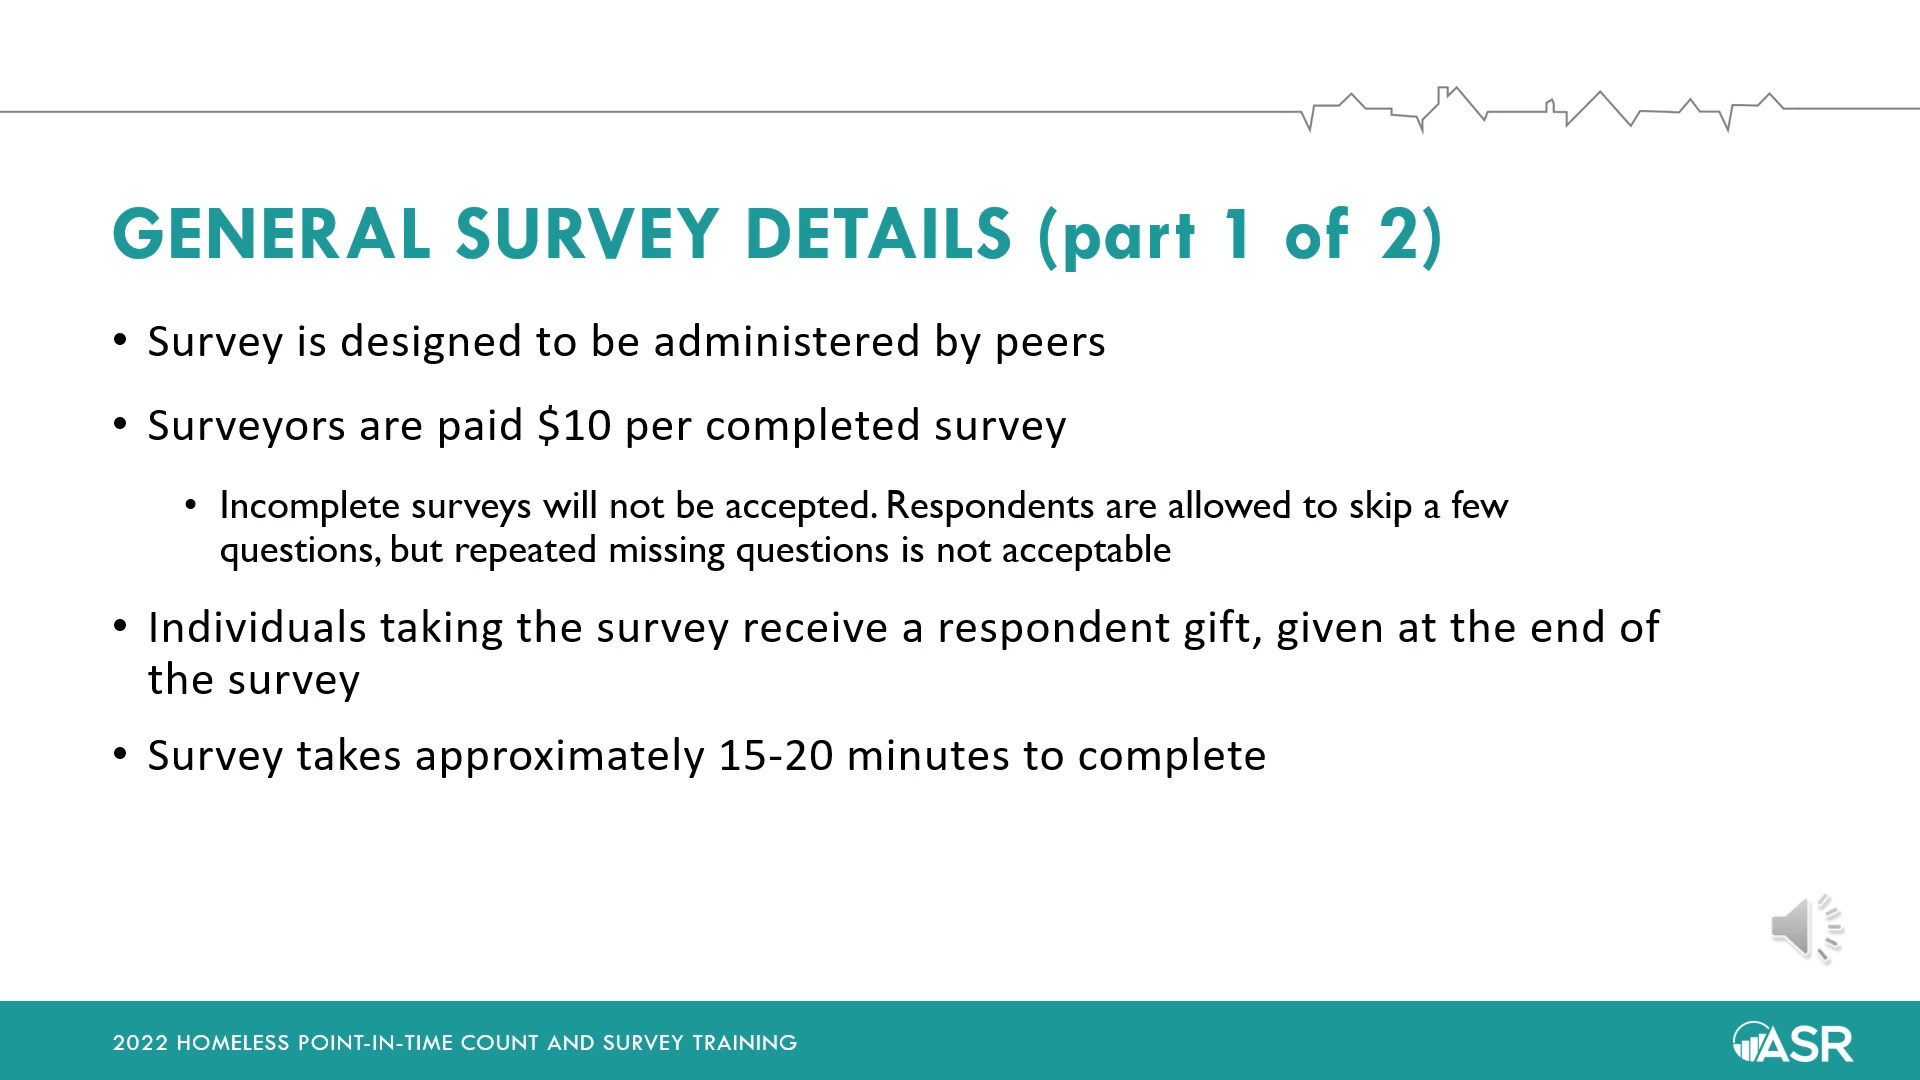 GENERAL SURVEY DETAILS (part 1 of 2)
• Survey is designed to be administered by peers
• Surveyors are paid $10 per completed survey
• Incomplete surveys will not be accepted. Respondents are allowed to skip a few
questions, but repeated missing questions is not acceptable
• Individuals taking the survey receive a respondent gift, given at the end of
the survey
• Survey takes approximately 15-20 minutes to complete
2022 HOMELESS POINT-IN-TIME COUNT AND SURVEY TRAINING
ASR